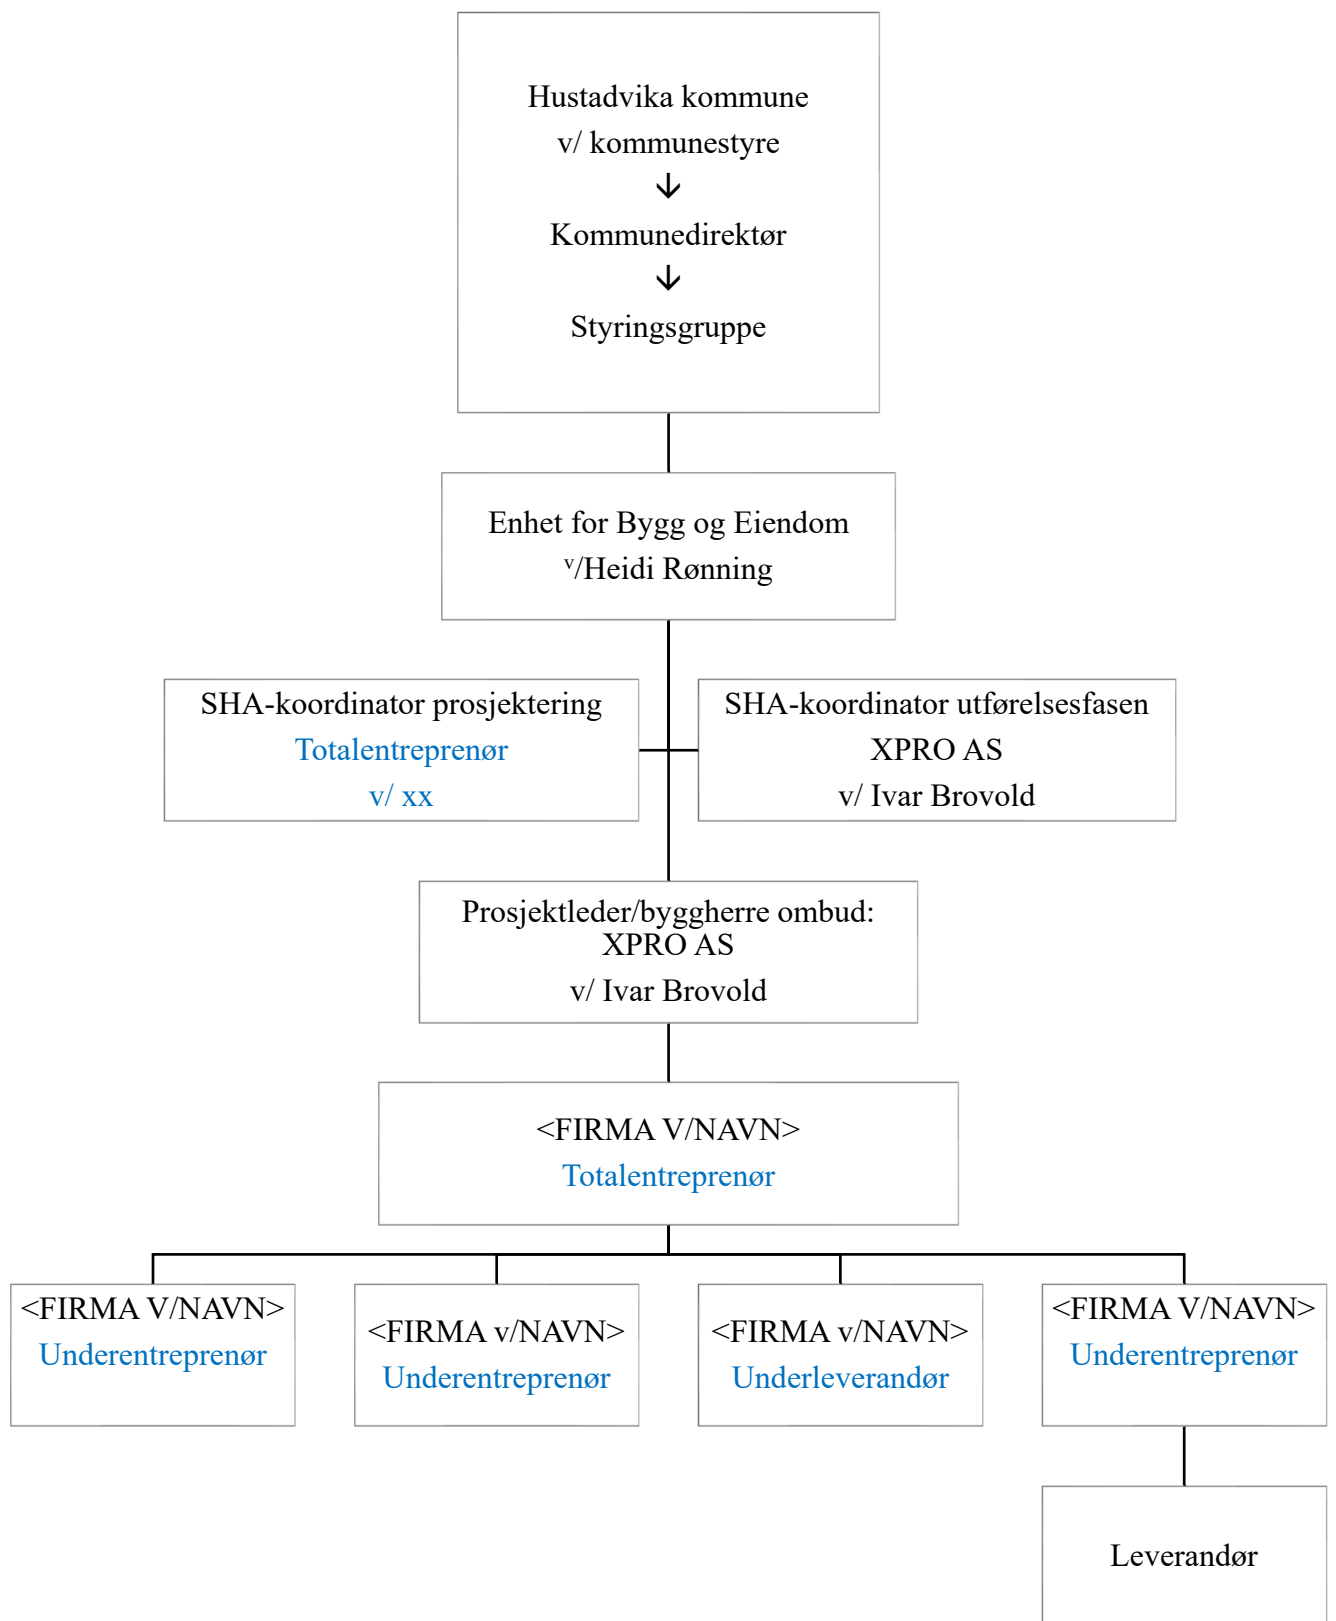 Hustadvika kommune
v/ kommunestyre
↓
Kommunedirektør
↓
Styringsgruppe
Enhet for Bygg og Eiendom
v/Heidi Rønning
SHA-koordinator prosjektering
Totalentreprenør
v/ xx
SHA-koordinator utførelsesfasen
XPRO AS
v/ Ivar Brovold
Prosjektleder/byggherre ombud:
XPRO AS
v/ Ivar Brovold
<FIRMA V/NAVN>
Totalentreprenør
<FIRMA V/NAVN>
Underentreprenør
<FIRMA v/NAVN>
Underentreprenør
<FIRMA v/NAVN>
Underleverandør
<FIRMA V/NAVN>
Underentreprenør
Leverandør